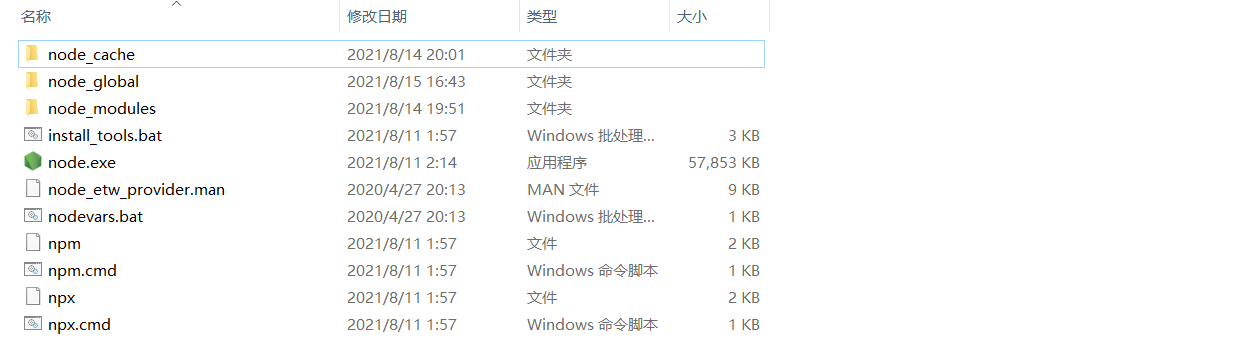 名称 修改日期 类型 大小
node_cache 2021/8/14 20:01 文件夹
node_global 2021/8/15 16:43 文件夹
node_modules 2021/8/14 19:51 文件夹
install_tools.bat 2021/8/11 1:57 Windows 批处理... 3 KB
node.exe 2021/8/11 2:14 应用程序 57,853 KB
node_etw_provider.man 2020/4/27 20:13 MAN 文件 9 KB
nodevars.bat 2020/4/27 20:13 Windows 批处理... 1 KB
npm 2021/8/11 1:57 文件 2 KB
npm.cmd 2021/8/11 1:57 Windows 命令脚本 1 KB
npx 2021/8/11 1:57 文件 2 KB
npx.cmd 2021/8/11 1:57 Windows 命令脚本 1 KB